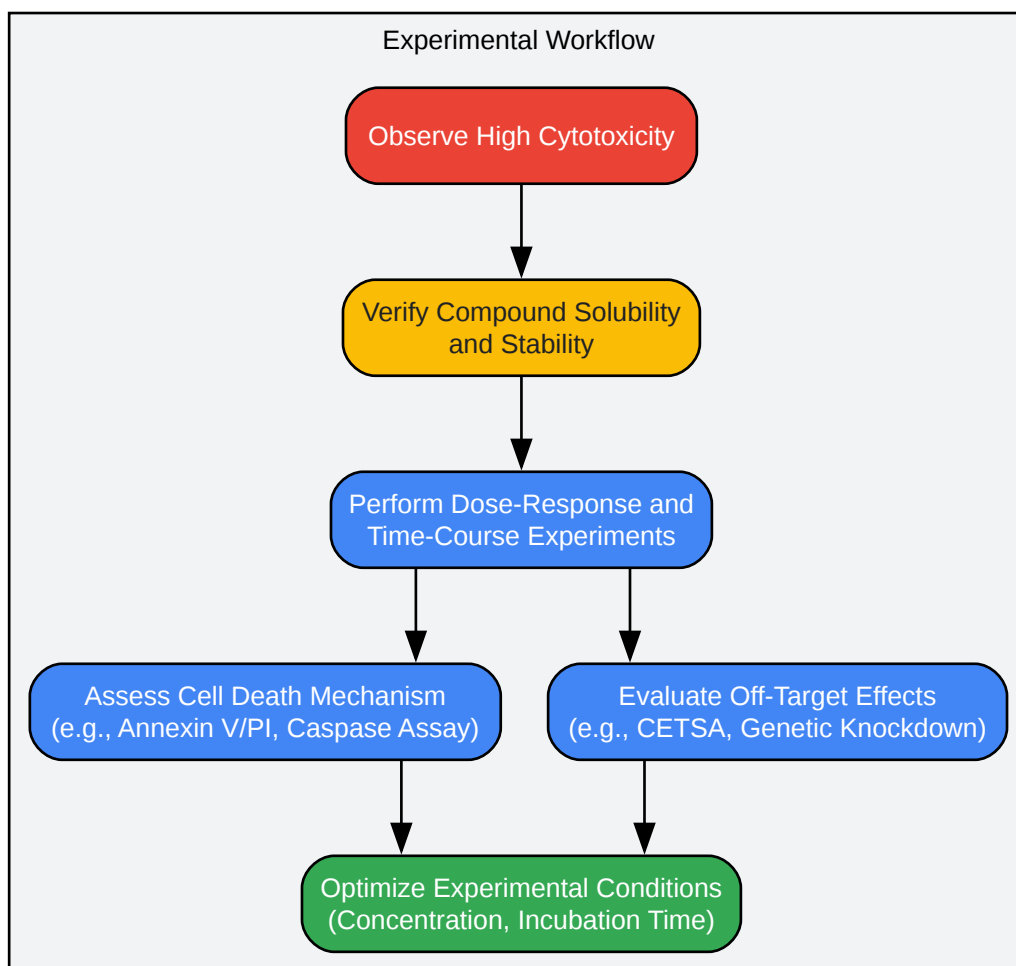 Experimental Workflow
Observe High Cytotoxicity
Verify Compound Solubility
and Stability
Perform Dose-Response and
Time-Course Experiments
Assess Cell Death Mechanism
(e.g., Annexin V/PI, Caspase Assay)
Evaluate Off-Target Effects
(e.g., CETSA, Genetic Knockdown)
Optimize Experimental Conditions
(Concentration, Incubation Time)